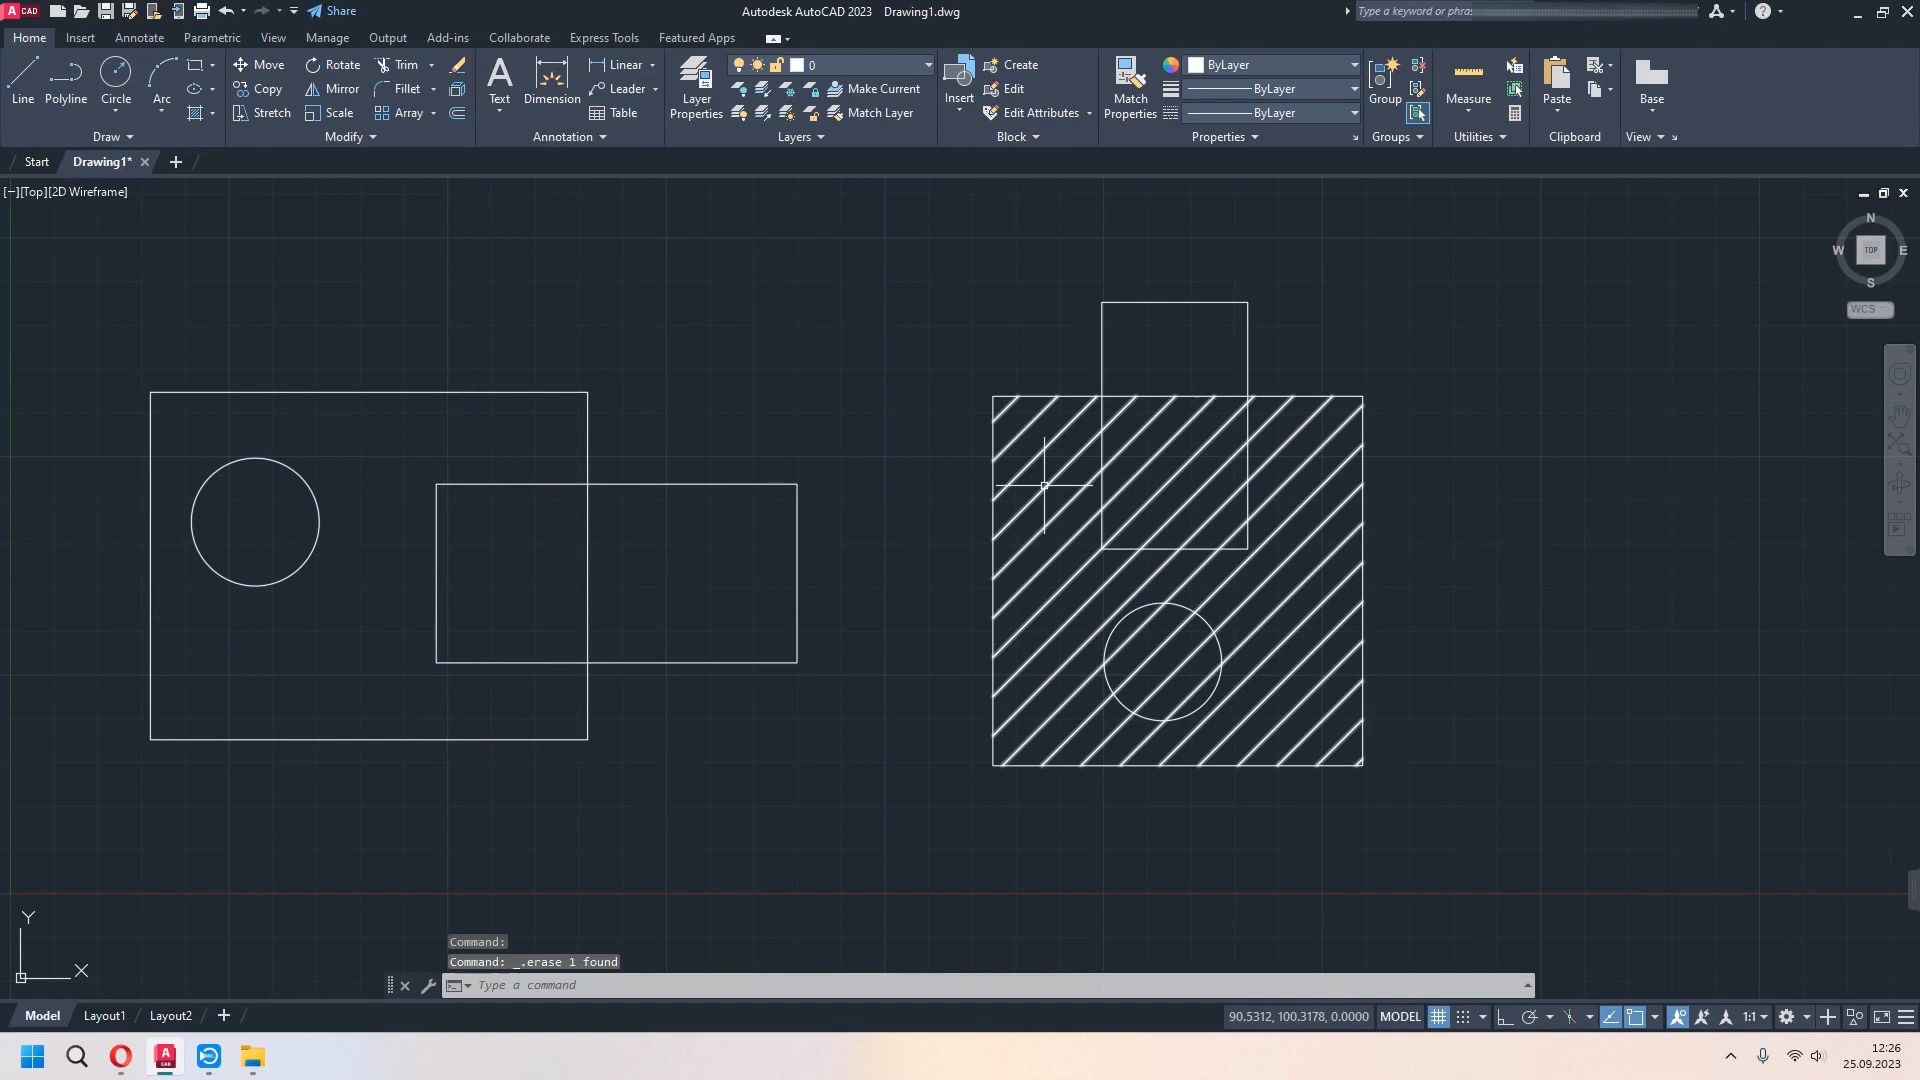 A CAD Share Autodesk AutoCAD 2023 Drawing1.dwg Type a keyword or phras
Home Insert Annotate Parametric View Manage Output Add-ins Collaborate Express Tools Featured Apps
Move Rotate Trim Linear 0 Create ByLayer
Line Polyline Circle Arc Copy Mirror Fillet Text Dimension Leader Layer Properties Make Current Insert Edit Match Properties ByLayer Group Measure Paste Base
Stretch Scale Array Table Match Layer Edit Attributes ByLayer
Draw Modify Annotation Layers Block Properties Groups Utilities Clipboard View
Start Drawing1* +
[−][Top][2D Wireframe]
N
W TOP E
S
WCS
Y
X
Command:
Command: _.erase 1 found
Type a command
Model Layout1 Layout2 + 90.5312, 100.3178, 0.0000 MODEL 1:1
12:26
25.09.2023